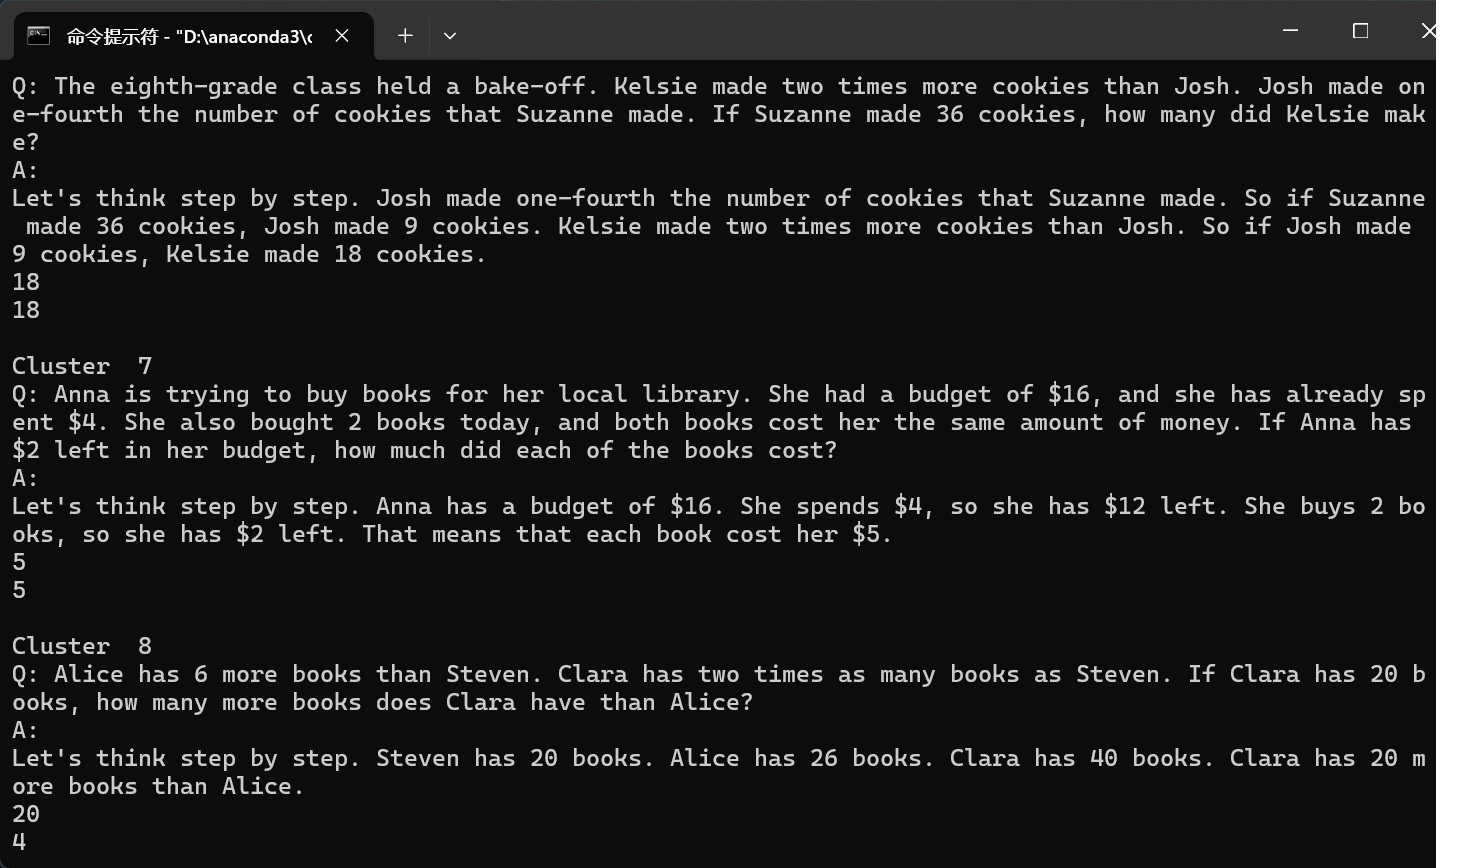 命令提示符 - "D:\anaconda3\c
Q: The eighth-grade class held a bake-off. Kelsie made two times more cookies than Josh. Josh made on
e-fourth the number of cookies that Suzanne made. If Suzanne made 36 cookies, how many did Kelsie mak
e?
A:
Let's think step by step. Josh made one-fourth the number of cookies that Suzanne made. So if Suzanne
made 36 cookies, Josh made 9 cookies. Kelsie made two times more cookies than Josh. So if Josh made
9 cookies, Kelsie made 18 cookies.
18
18
Cluster  7
Q: Anna is trying to buy books for her local library. She had a budget of $16, and she has already sp
ent $4. She also bought 2 books today, and both books cost her the same amount of money. If Anna has
$2 left in her budget, how much did each of the books cost?
A:
Let's think step by step. Anna has a budget of $16. She spends $4, so she has $12 left. She buys 2 bo
oks, so she has $2 left. That means that each book cost her $5.
5
5
Cluster  8
Q: Alice has 6 more books than Steven. Clara has two times as many books as Steven. If Clara has 20 b
ooks, how many more books does Clara have than Alice?
A:
Let's think step by step. Steven has 20 books. Alice has 26 books. Clara has 40 books. Clara has 20 m
ore books than Alice.
20
4